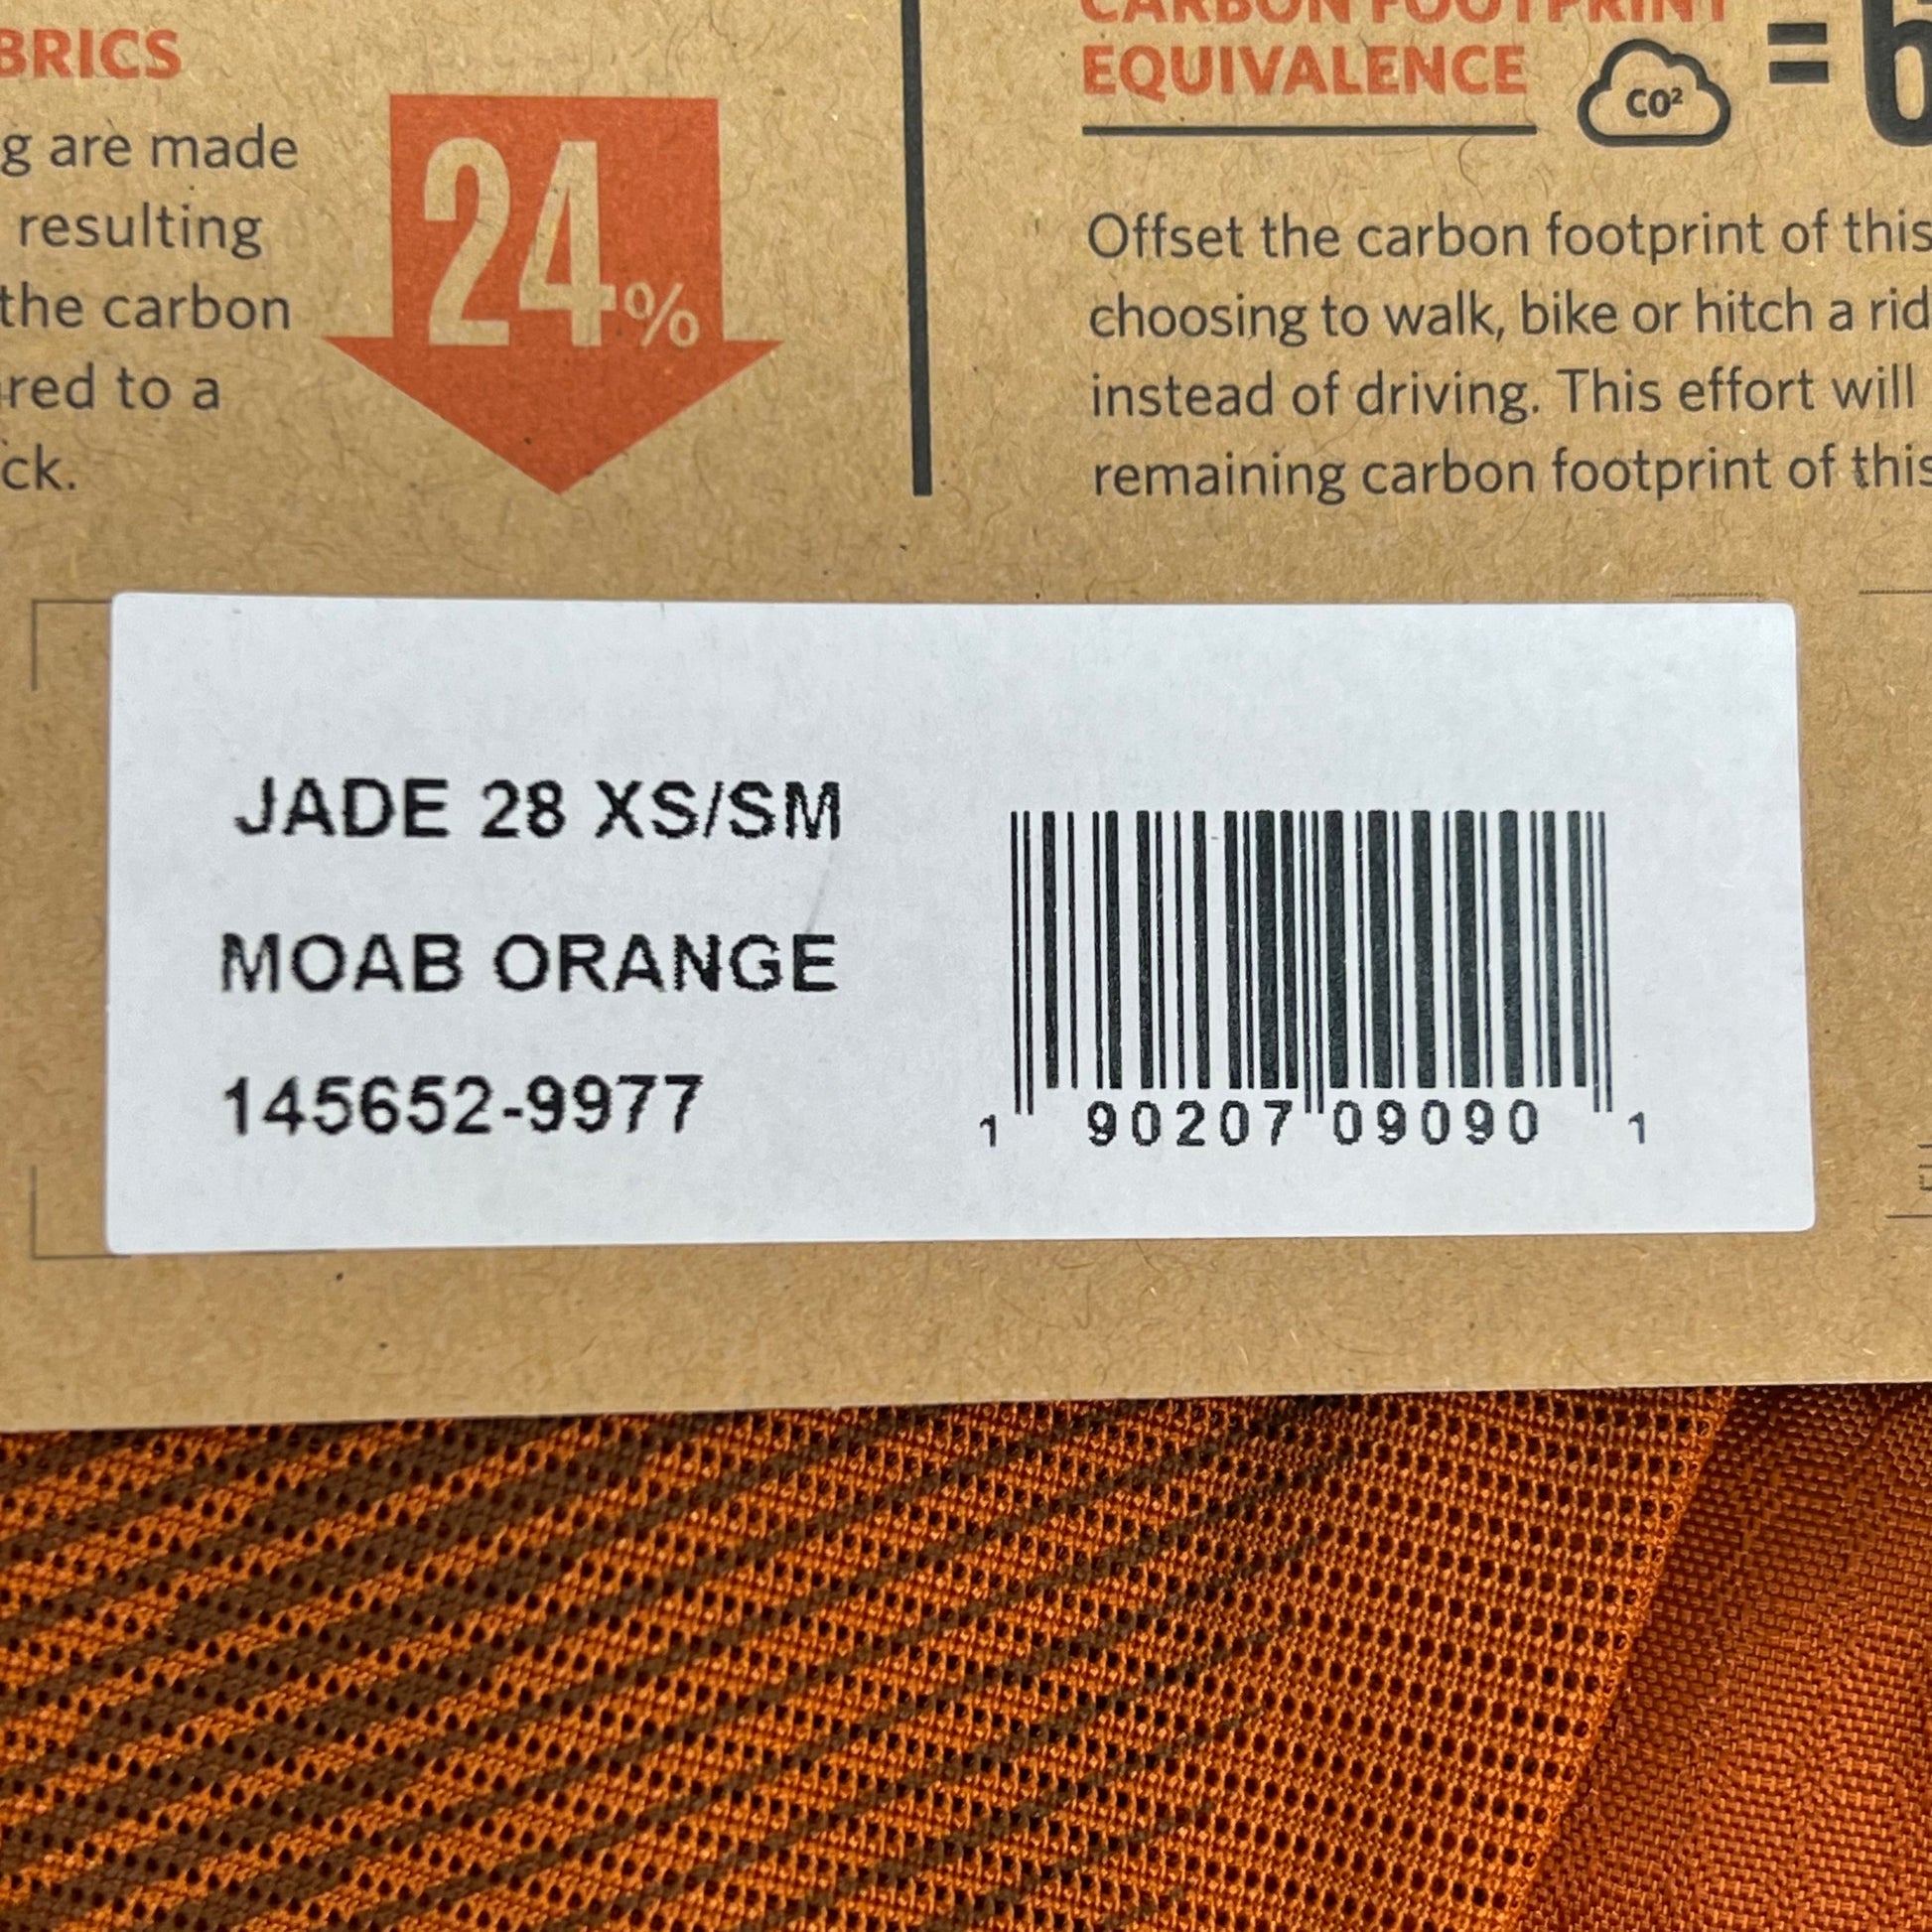 BRICS
g are made
resulting
the carbon
red to a
ck.
24%
CARBON FOOTPRINT
EQUIVALENCE
CO²
=
Offset the carbon footprint of this
choosing to walk, bike or hitch a rid
instead of driving. This effort will
remaining carbon footprint of this
JADE 28 XS/SM
MOAB ORANGE
145652-9977
1 90207 09090 1